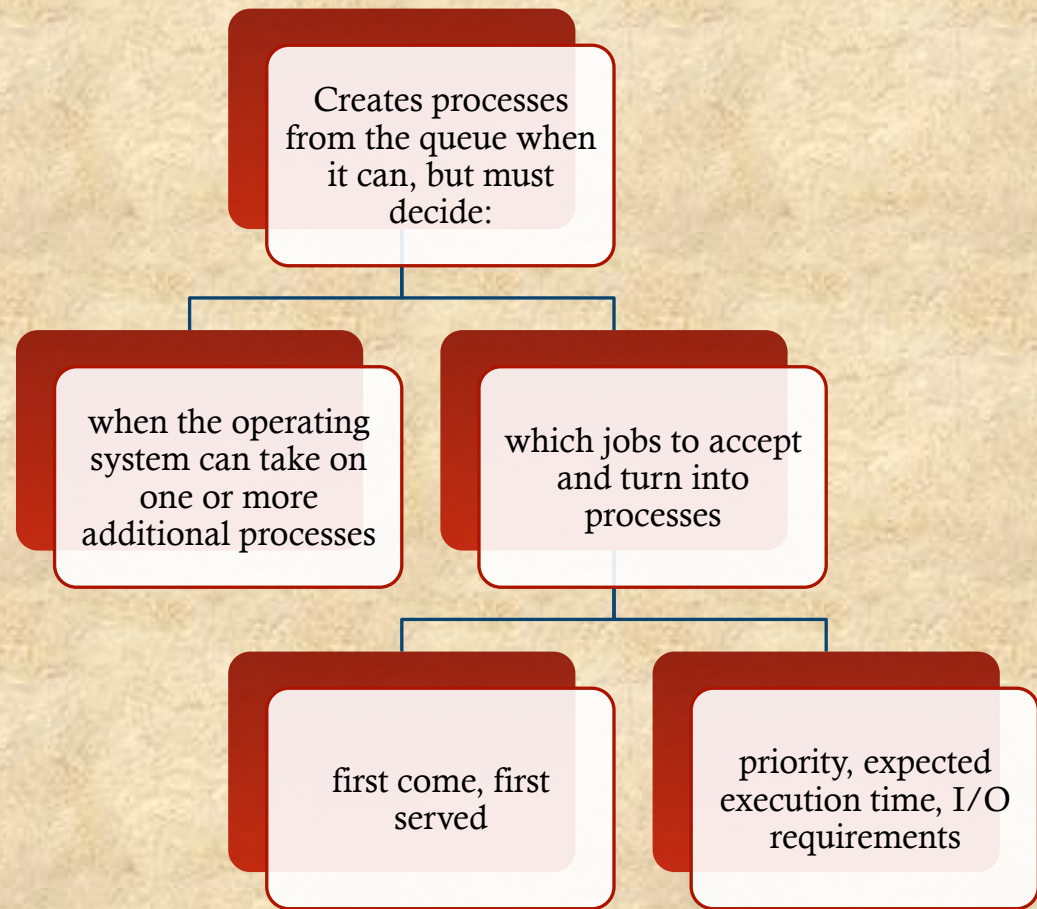 Creates processes
from the queue when
it can, but must
decide:
when the operating
system can take on
one or more
additional processes
which jobs to accept
and turn into
processes
first come, first
served
priority, expected
execution time, I/O
requirements